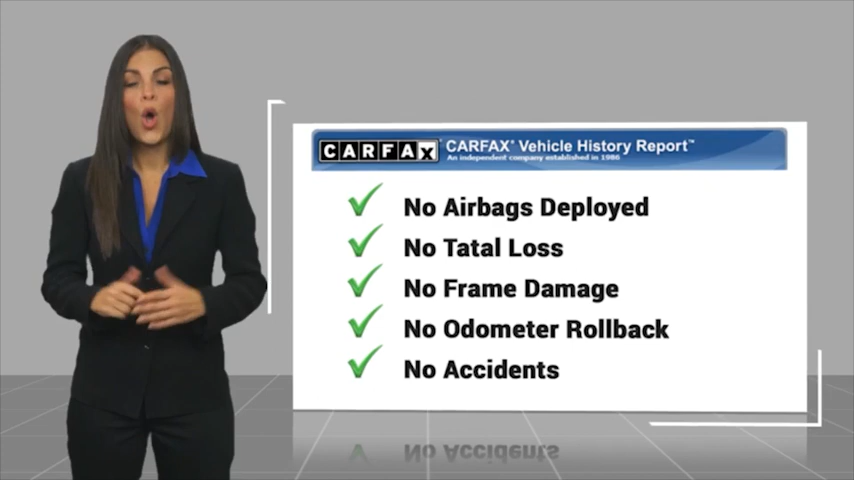 CARFAX CARFAX® Vehicle History Report™
An independent company established in 1986
No Airbags Deployed
No Tatal Loss
No Frame Damage
No Odometer Rollback
No Accidents
No Accidents